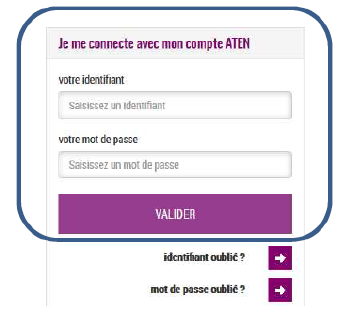 Je me connecte avec mon compte ATEN
votre identifiant
Saisissez un identifiant
votre mot de passe
Saisissez un mot de passe
VALIDER
identifiant oublié ?
mot de passe oublié ?